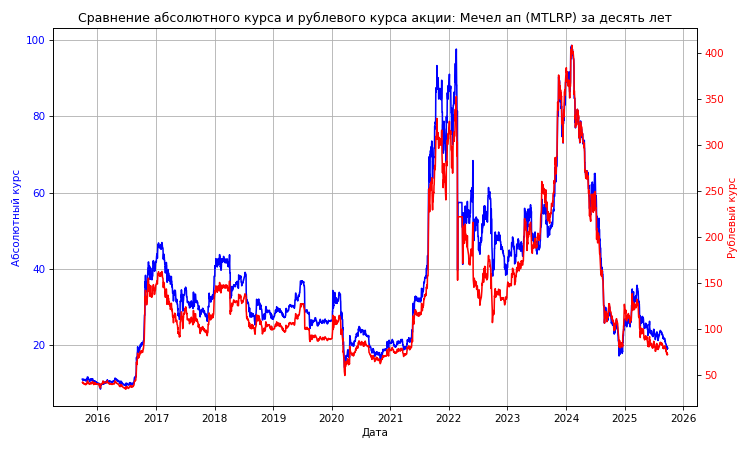 Сравнение абсолютного курса и рублевого курса акции: Мечел ап (MTLRP) за десять лет
100
80
60
40
20
Абсолютный курс
400
350
300
250
200
150
100
50
Рублевый курс
2016 2017 2018 2019 2020 2021 2022 2023 2024 2025 2026
Дата